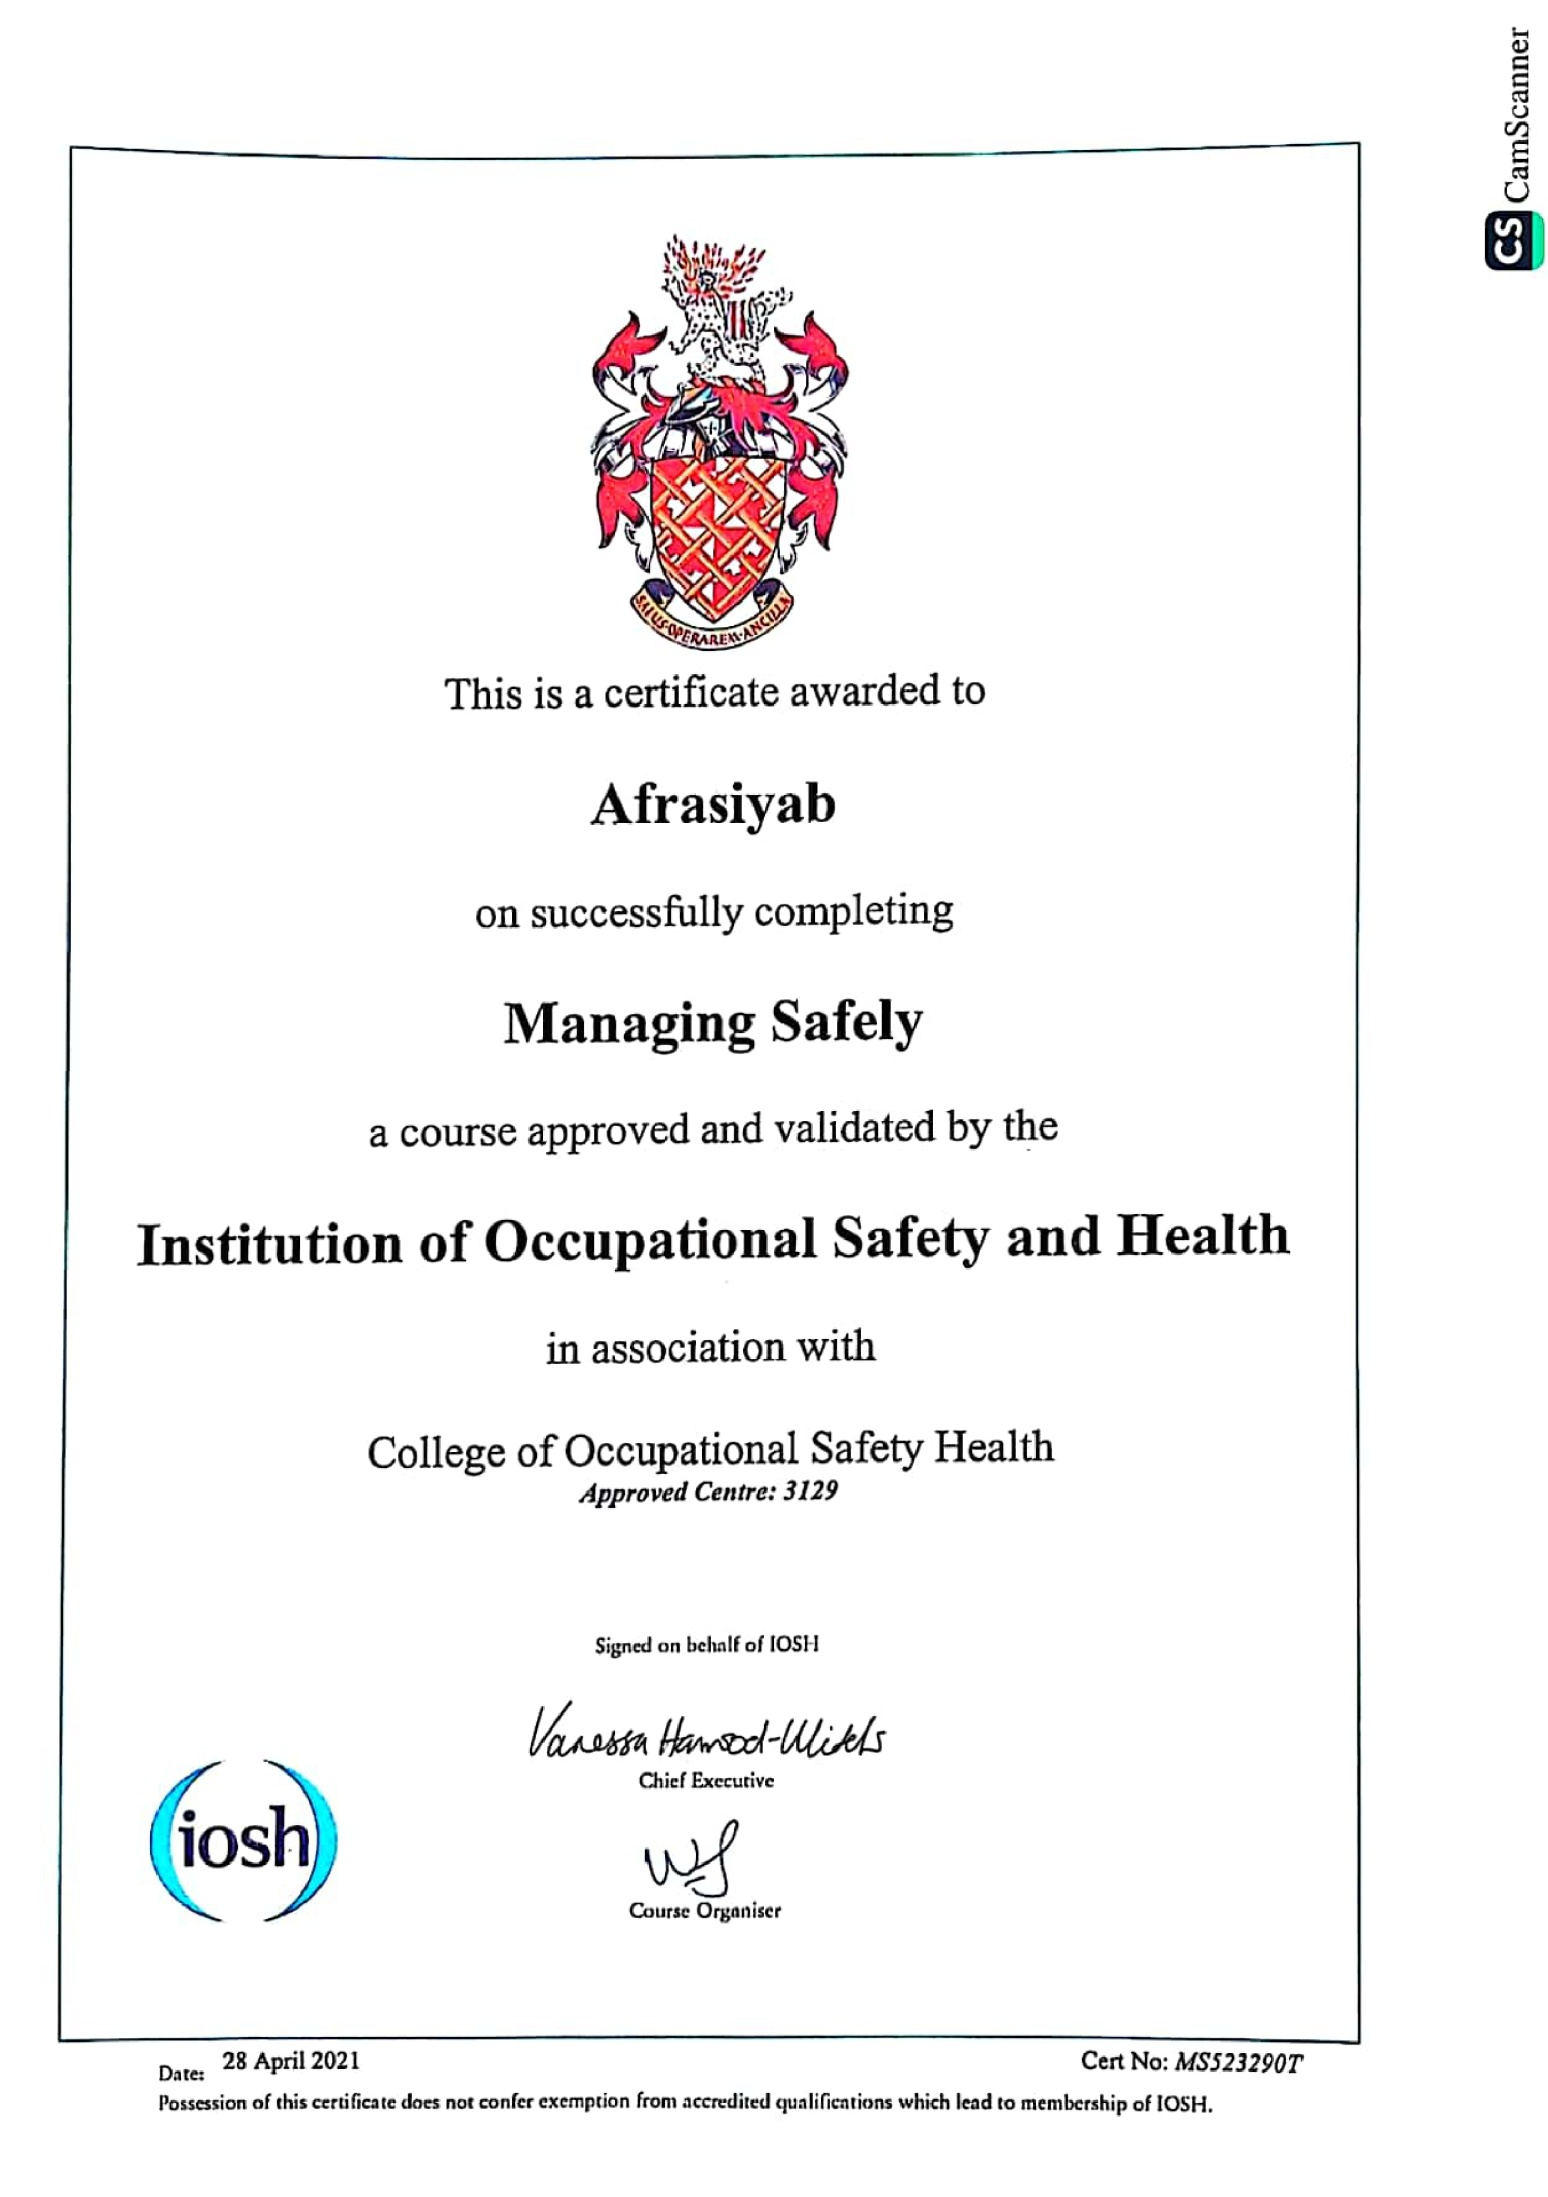 CS CamScanner
SALUS·OPERAREM·ANCILLA
This is a certificate awarded to
Afrasiyab
on successfully completing
Managing Safely
a course approved and validated by the
Institution of Occupational Safety and Health
in association with
College of Occupational Safety Health
Approved Centre: 3129
Signed on behalf of IOSH
Vanessa Harwood-Whitcher
Chief Executive
iosh
Course Organiser
Date: 28 April 2021
Cert No: MS523290T
Possession of this certificate does not confer exemption from accredited qualifications which lead to membership of IOSH.